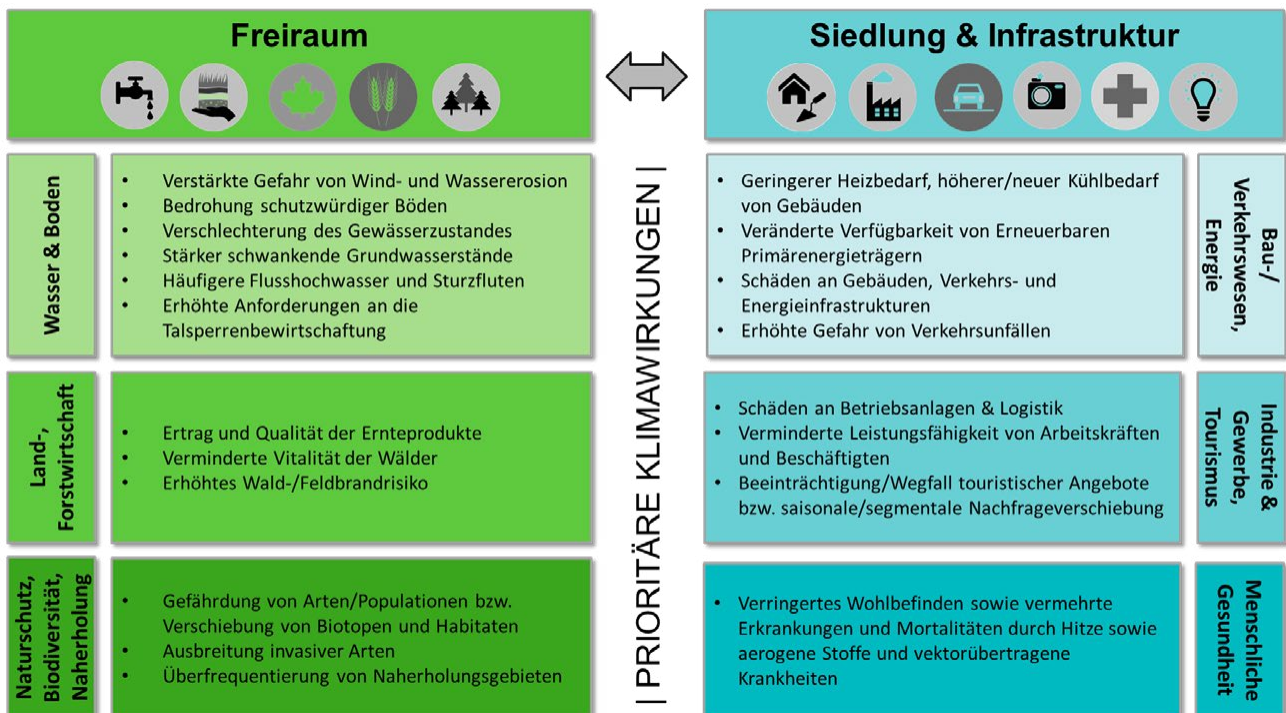 Freiraum
Wasser & Boden
• Verstärkte Gefahr von Wind- und Wassererosion
• Bedrohung schutzwürdiger Böden
• Verschlechterung des Gewässerzustandes
• Stärker schwankende Grundwasserstände
• Häufigere Flusshochwasser und Sturzfluten
• Erhöhte Anforderungen an die
Talsperrenbewirtschaftung
Land-,
Forstwirtschaft
• Ertrag und Qualität der Ernteprodukte
• Verminderte Vitalität der Wälder
• Erhöhtes Wald-/Feldbrandrisiko
Naturschutz,
Biodiversität,
Naherholung
• Gefährdung von Arten/Populationen bzw.
Verschiebung von Biotopen und Habitaten
• Ausbreitung invasiver Arten
• Überfrequentierung von Naherholungsgebieten
| PRIORITÄRE KLIMAWIRKUNGEN |
Siedlung & Infrastruktur
• Geringerer Heizbedarf, höherer/neuer Kühlbedarf
von Gebäuden
• Veränderte Verfügbarkeit von Erneuerbaren
Primärenergieträgern
• Schäden an Gebäuden, Verkehrs- und
Energieinfrastrukturen
• Erhöhte Gefahr von Verkehrsunfällen
Bau-/
Verkehrswesen,
Energie
• Schäden an Betriebsanlagen & Logistik
• Verminderte Leistungsfähigkeit von Arbeitskräften
und Beschäftigten
• Beeinträchtigung/Wegfall touristischer Angebote
bzw. saisonale/segmentale Nachfrageverschiebung
Industrie &
Gewerbe,
Tourismus
• Verringertes Wohlbefinden sowie vermehrte
Erkrankungen und Mortalitäten durch Hitze sowie
aerogene Stoffe und vektorübertragene
Krankheiten
Menschliche
Gesundheit